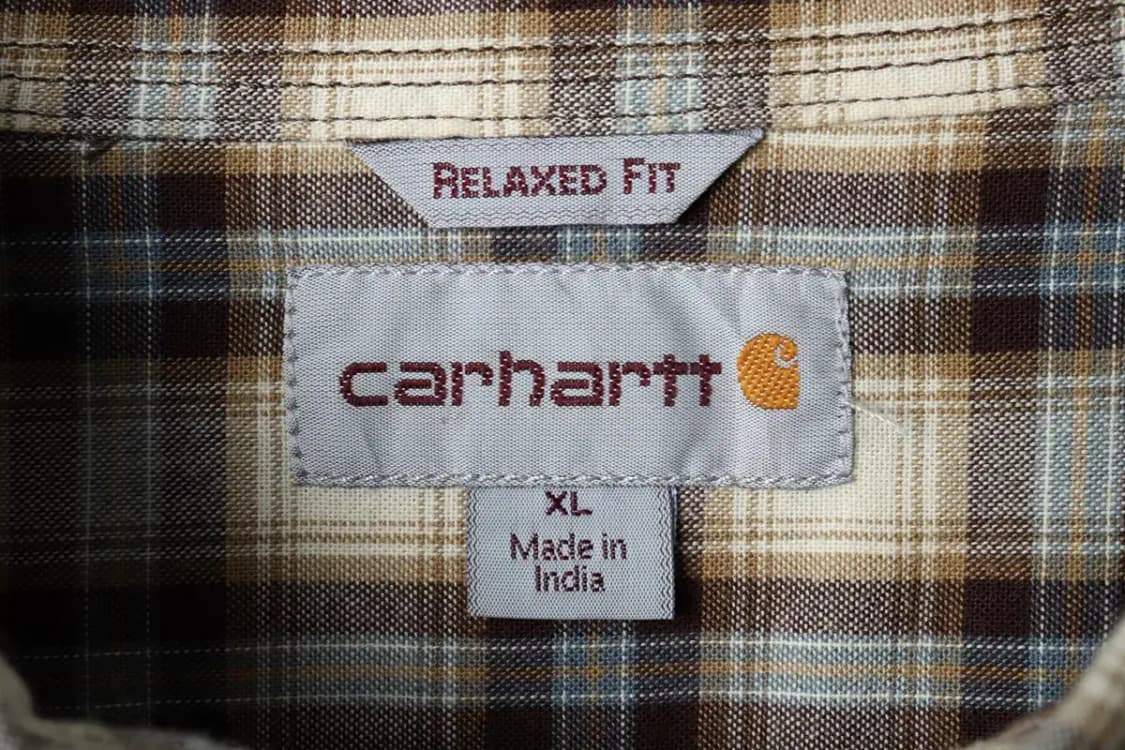 RELAXED FIT
carhartt
XL
Made in
India